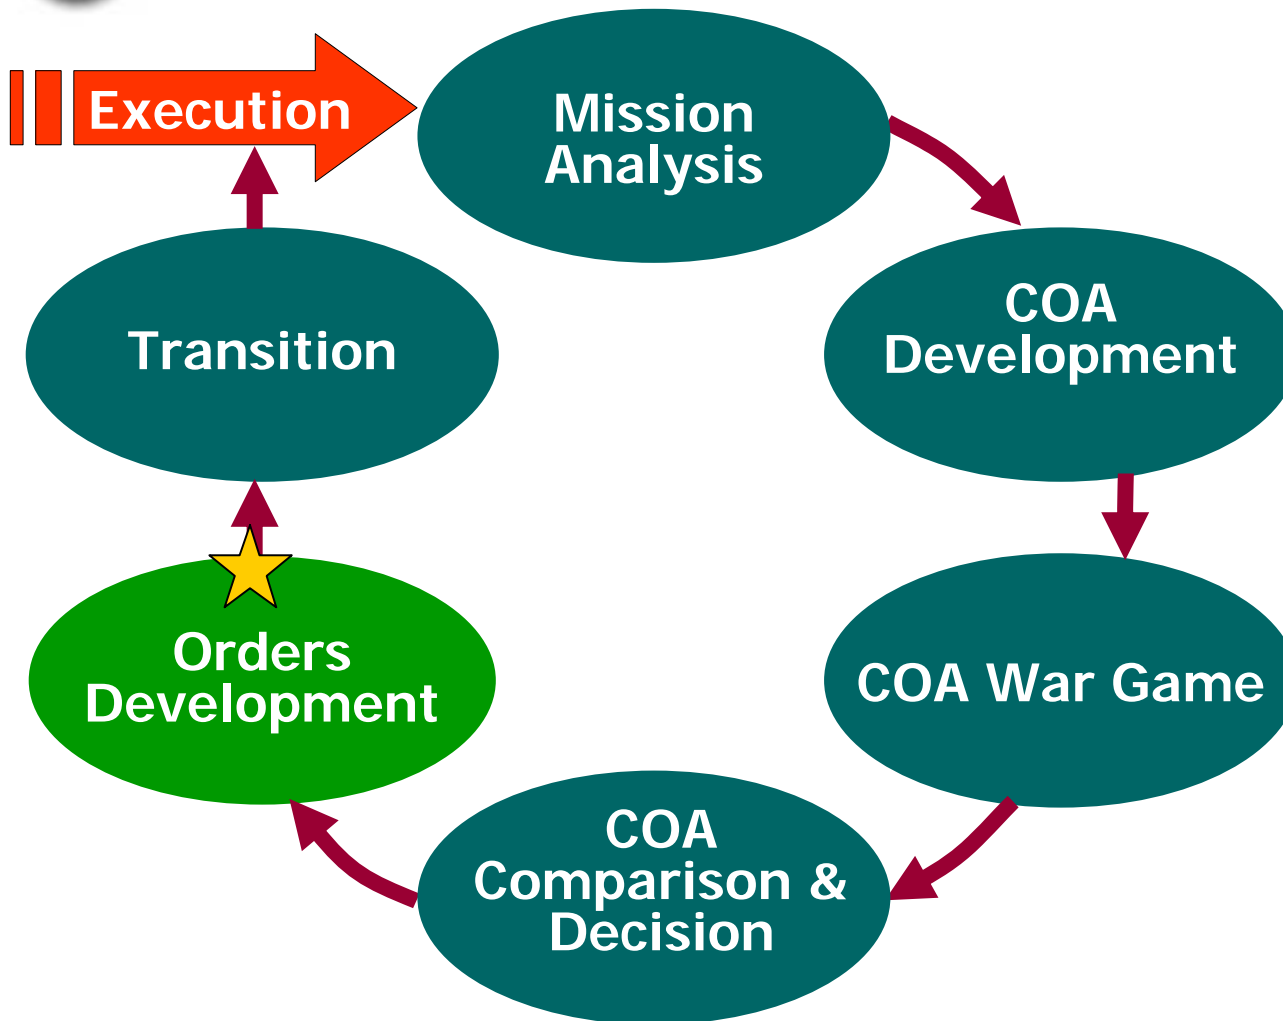 Execution
Mission
Analysis
COA
Development
Transition
COA War Game
Orders
Development
COA
Comparison &
Decision